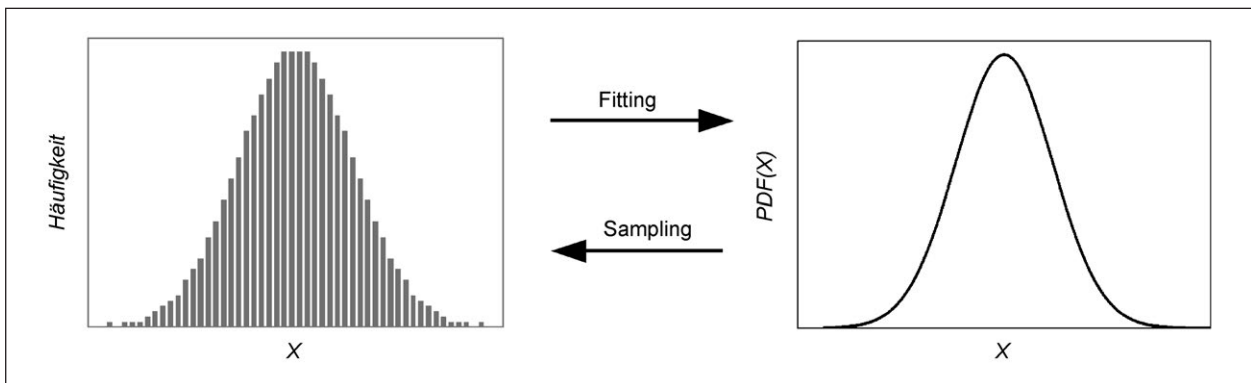 Häufigkeit
X
Fitting
Sampling
PDF(X)
X